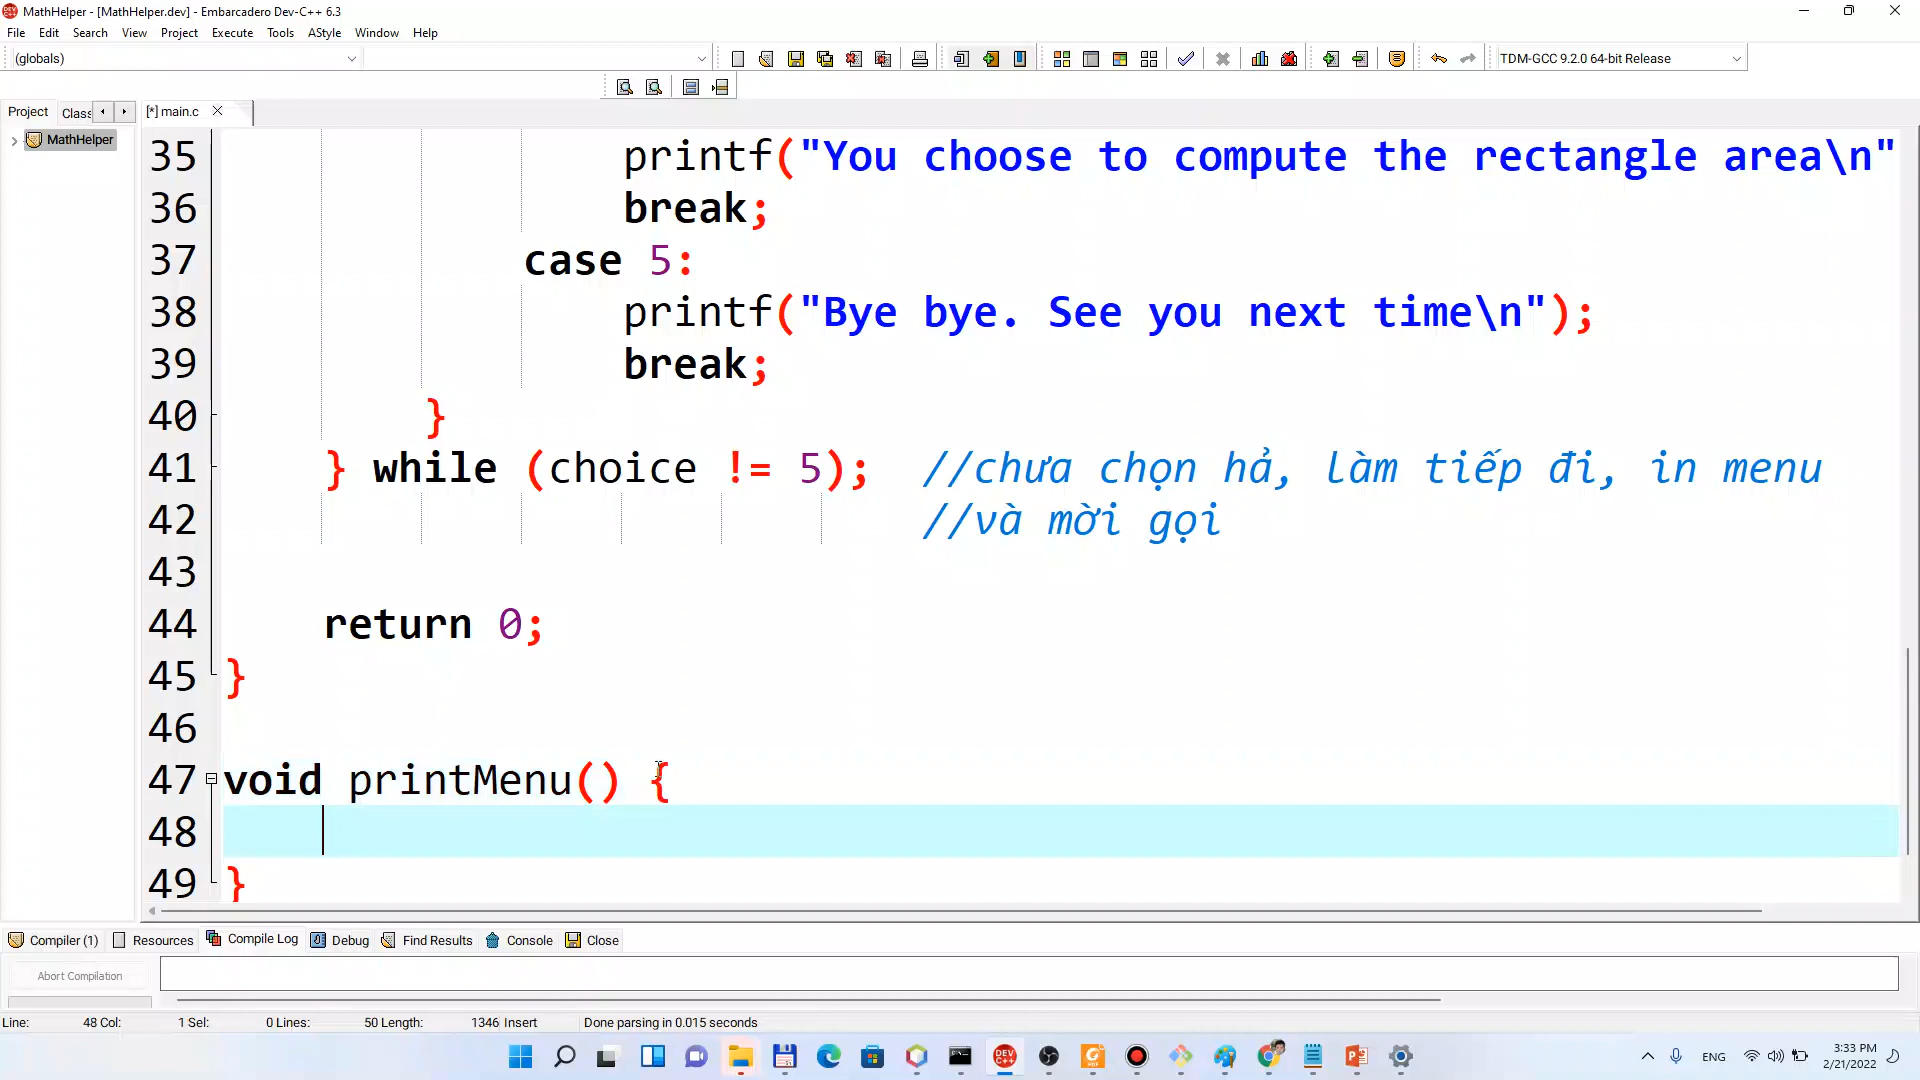 MathHelper - [MathHelper.dev] - Embarcadero Dev-C++ 6.3
File Edit Search View Project Execute Tools AStyle Window Help
(globals)
TDM-GCC 9.2.0 64-bit Release
Project Clas
[*] main.c
MathHelper
35 printf("You choose to compute the rectangle area\n"
36 break;
37 case 5:
38 printf("Bye bye. See you next time\n");
39 break;
40 }
41 } while (choice != 5); //chưa chọn hả, làm tiếp đi, in menu
42 //và mời gọi
43
44 return 0;
45 }
46
47 void printMenu() {
48
49 }
Compiler (1) Resources Compile Log Debug Find Results Console Close
Abort Compilation
Line: 48 Col: 1 Sel: 0 Lines: 50 Length: 1346 Insert Done parsing in 0.015 seconds
ENG
3:33 PM
2/21/2022